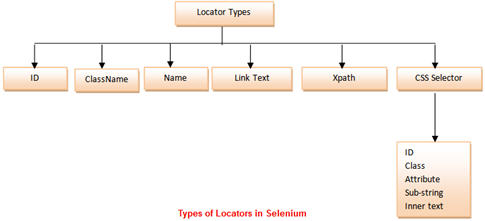 Locator Types
ID
ClassName
Name
Link Text
Xpath
CSS Selector
ID
Class
Attribute
Sub-string
Inner text
Types of Locators in Selenium